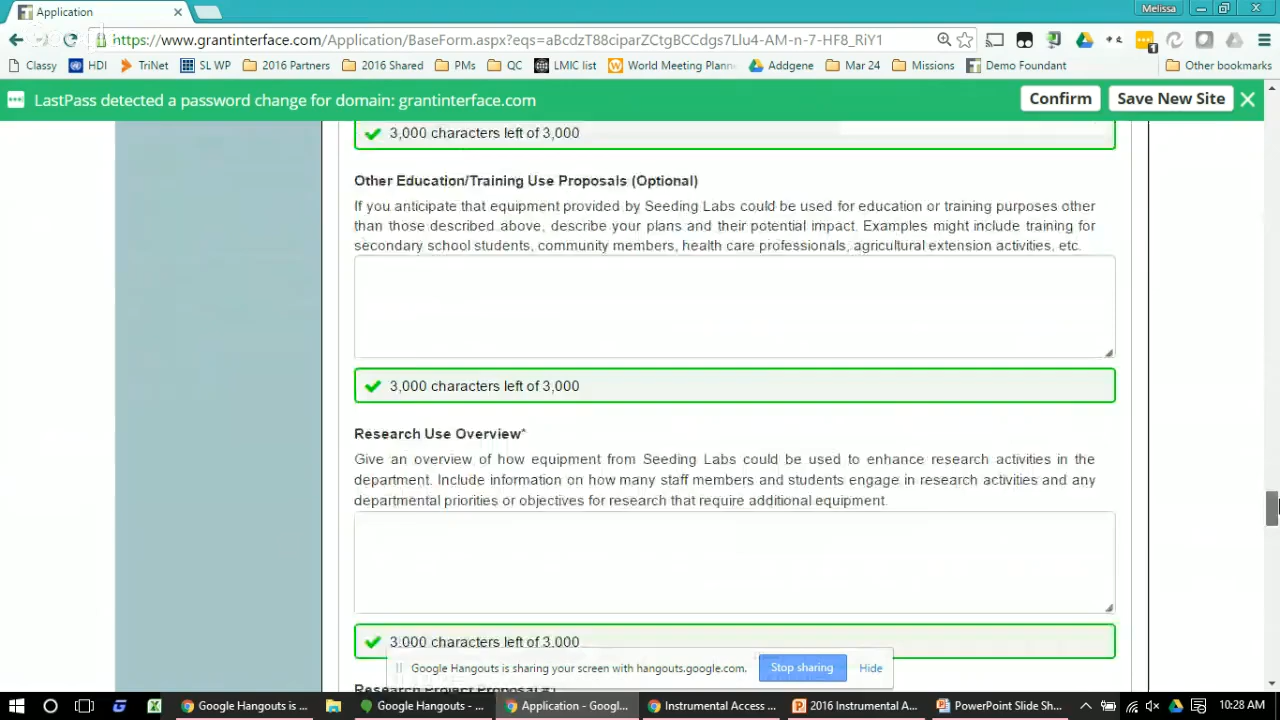 Application
Melissa
https://www.grantinterface.com/Application/BaseForm.aspx?eqs=aBcdzT88ciparZCtgBCCdgs7Llu4-AM-n-7-HF8_RiY1
Classy HDI TriNet SL WP 2016 Partners 2016 Shared PMs QC LMIC list World Meeting Plann Addgene Mar 24 Missions Demo Foundant Other bookmarks
LastPass detected a password change for domain: grantinterface.com Confirm Save New Site
3,000 characters left of 3,000
Other Education/Training Use Proposals (Optional)
If you anticipate that equipment provided by Seeding Labs could be used for education or training purposes other
than those described above, describe your plans and their potential impact. Examples might include training for
secondary school students, community members, health care professionals, agricultural extension activities, etc.
3,000 characters left of 3,000
Research Use Overview*
Give an overview of how equipment from Seeding Labs could be used to enhance research activities in the
department. Include information on how many staff members and students engage in research activities and any
departmental priorities or objectives for research that require additional equipment.
3,000 characters left of 3,000
Google Hangouts is sharing your screen with hangouts.google.com. Stop sharing Hide
Research Project Proposal
Google Hangouts is ... Google Hangouts - ... Application - Googl... Instrumental Access ... 2016 Instrumental A... PowerPoint Slide Sh... 10:28 AM